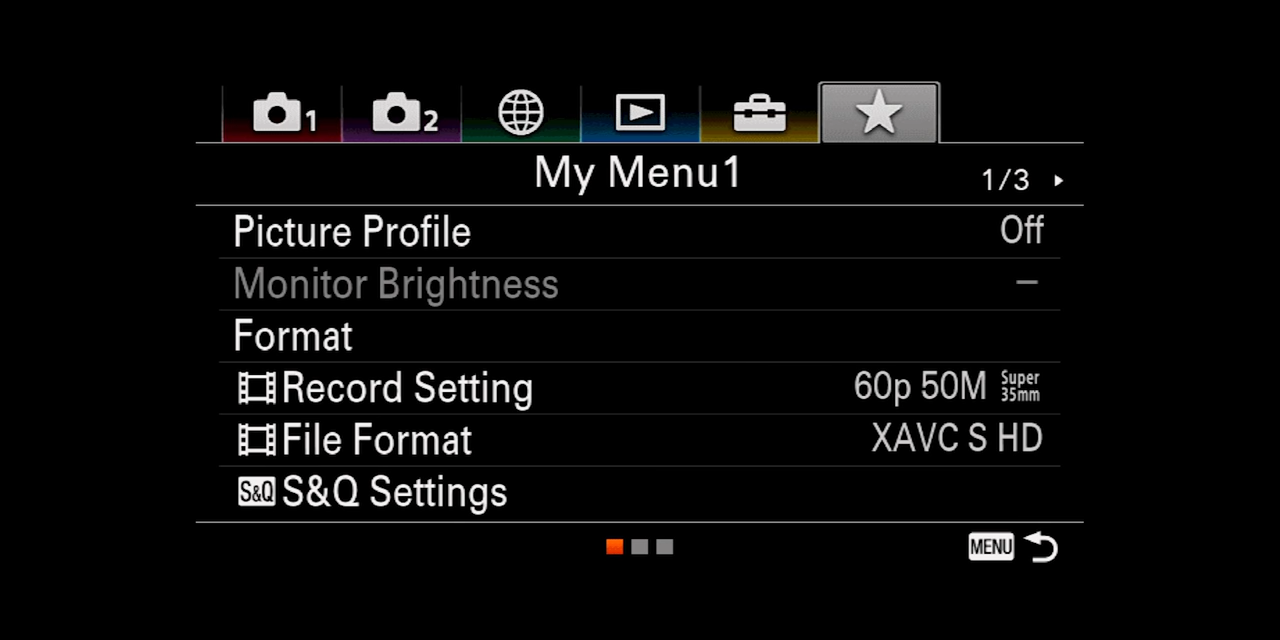 1 2
My Menu1 1/3
Picture Profile Off
Monitor Brightness –
Format
Record Setting 60p 50M Super 35mm
File Format XAVC S HD
S&Q S&Q Settings
MENU